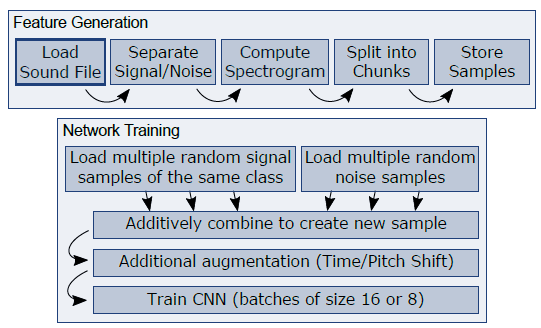 Feature Generation
Load
Sound File
Separate
Signal/Noise
Compute
Spectrogram
Split into
Chunks
Store
Samples
Network Training
Load multiple random signal
samples of the same class
Load multiple random
noise samples
Additively combine to create new sample
Additional augmentation (Time/Pitch Shift)
Train CNN (batches of size 16 or 8)